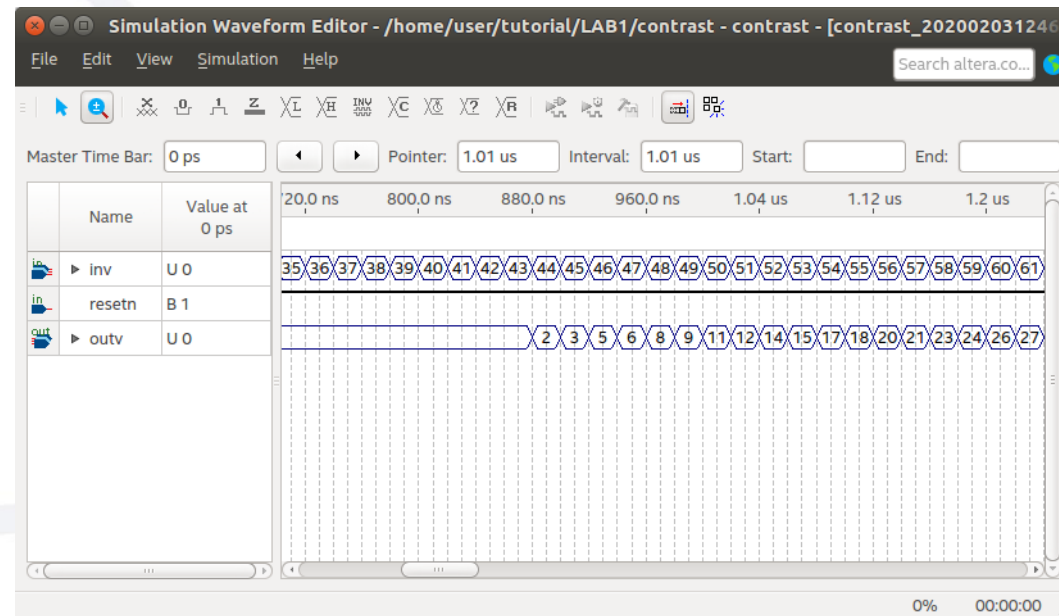 Simulation Waveform Editor - /home/user/tutorial/LAB1/contrast - contrast - [contrast_202002031246
File Edit View Simulation Help Search altera.co...
Master Time Bar: 0 ps Pointer: 1.01 us Interval: 1.01 us Start: End:
Name Value at 0 ps 720.0 ns 800.0 ns 880.0 ns 960.0 ns 1.04 us 1.12 us 1.2 us
in inv U 0 35 36 37 38 39 40 41 42 43 44 45 46 47 48 49 50 51 52 53 54 55 56 57 58 59 60 61
in resetn B 1
out outv U 0 2 3 5 6 8 9 11 12 14 15 17 18 20 21 23 24 26 27
0% 00:00:00